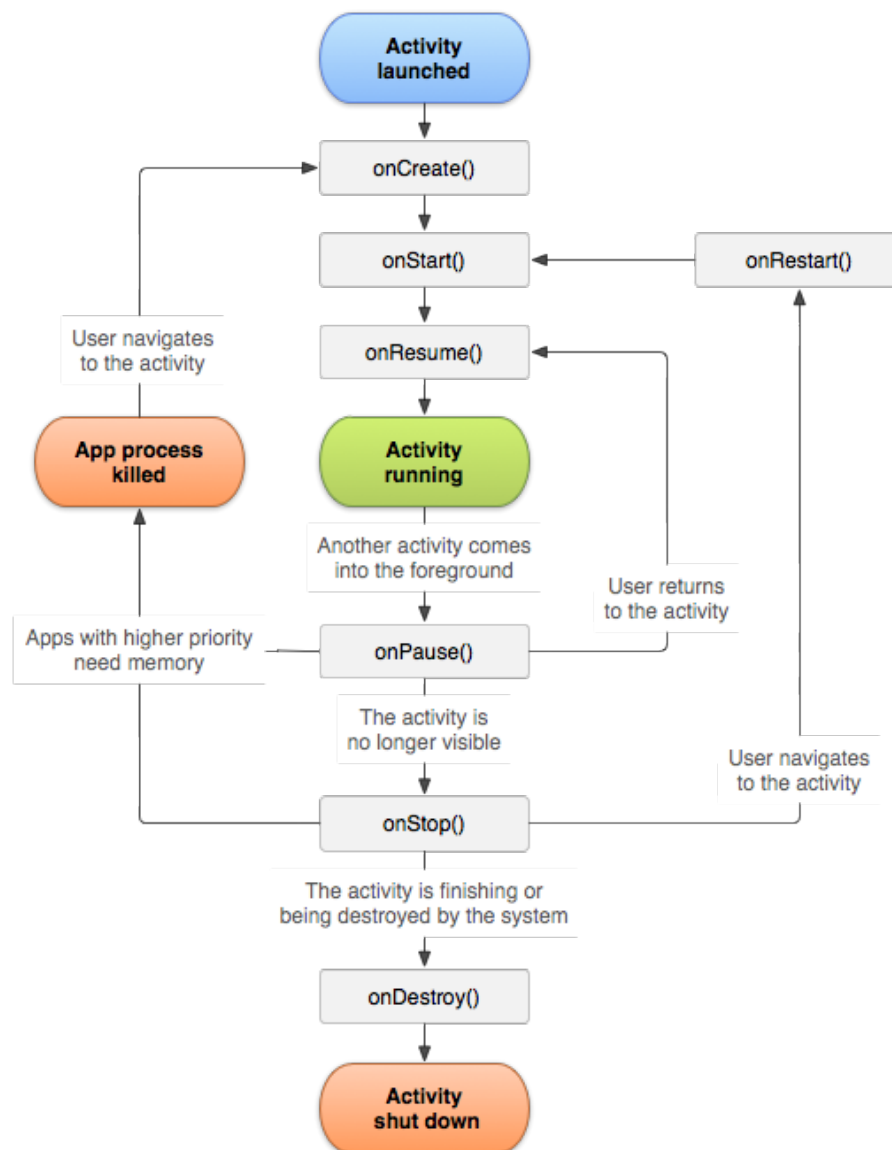 Activity
launched
onCreate()
onStart()
onRestart()
User navigates
to the activity
onResume()
App process
killed
Activity
running
Another activity comes
into the foreground
User returns
to the activity
Apps with higher priority
need memory
onPause()
The activity is
no longer visible
User navigates
to the activity
onStop()
The activity is finishing or
being destroyed by the system
onDestroy()
Activity
shut down